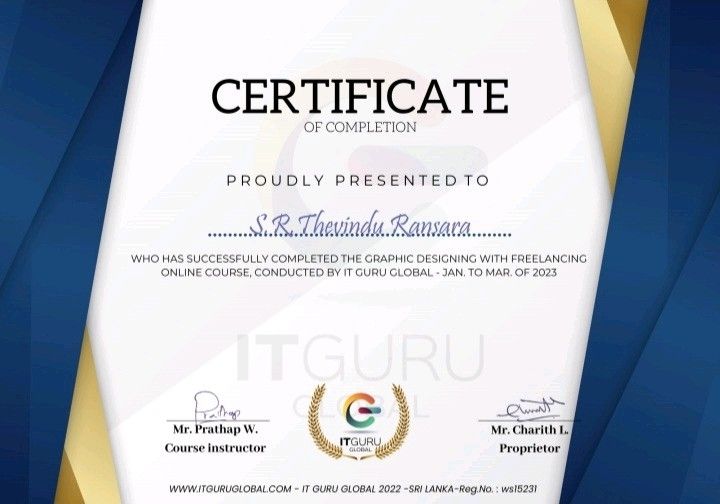 CERTIFICATE
OF COMPLETION
PROUDLY PRESENTED TO
S.R.Thevindu Ransara
WHO HAS SUCCESSFULLY COMPLETED THE GRAPHIC DESIGNING WITH FREELANCING
ONLINE COURSE, CONDUCTED BY IT GURU GLOBAL - JAN. TO MAR. OF 2023
ITGURU
GLOBAL
Prathap
Mr. Prathap W.
Course instructor
ITGURU
GLOBAL
Mr. Charith L.
Proprietor
WWW.ITGURUGLOBAL.COM - IT GURU GLOBAL 2022 -SRI LANKA-Reg.No. : ws15231